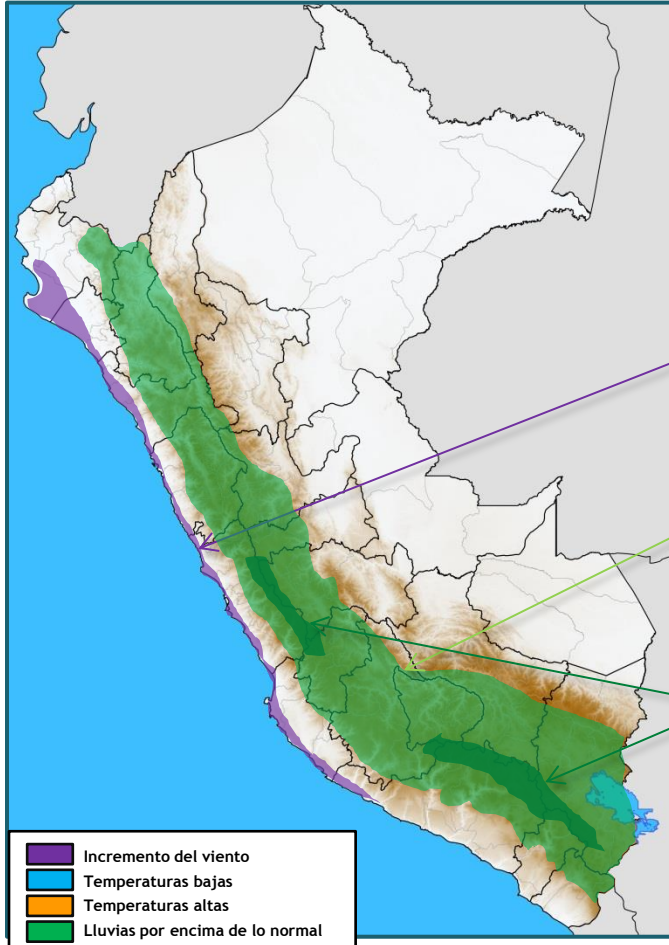 Incremento del viento
Temperaturas bajas
Temperaturas altas
Lluvias por encima de lo normal